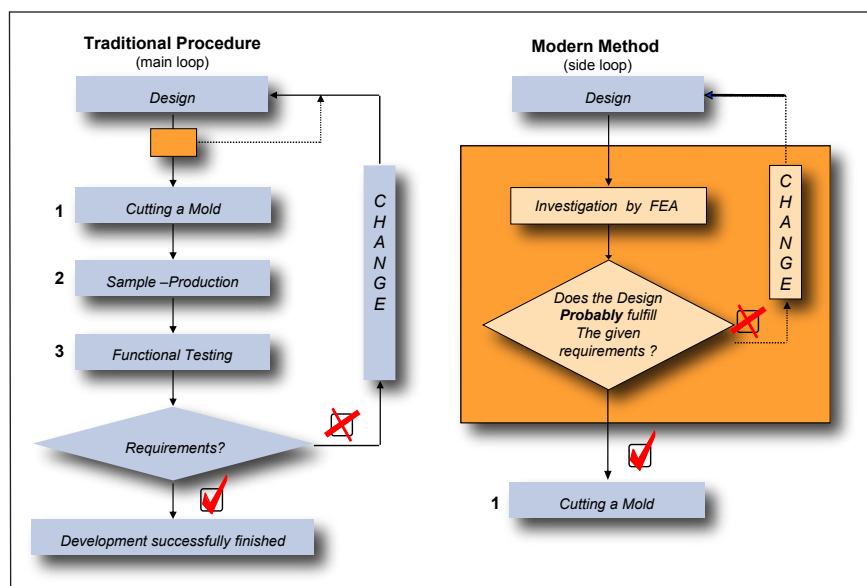 Traditional Procedure
(main loop)
Design
1 Cutting a Mold
2 Sample –Production
3 Functional Testing
Requirements?
Development successfully finished
C
H
A
N
G
E
Modern Method
(side loop)
Design
Investigation by FEA
Does the Design
Probably fulfill
The given
requirements ?
C
H
A
N
G
E
1 Cutting a Mold